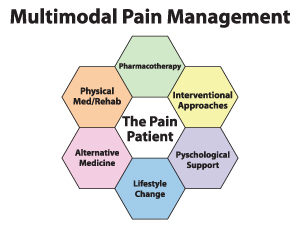 Multimodal Pain Management
Pharmacotherapy
Physical
Med/Rehab
Interventional
Approaches
The Pain
Patient
Alternative
Medicine
Pyschological
Support
Lifestyle
Change